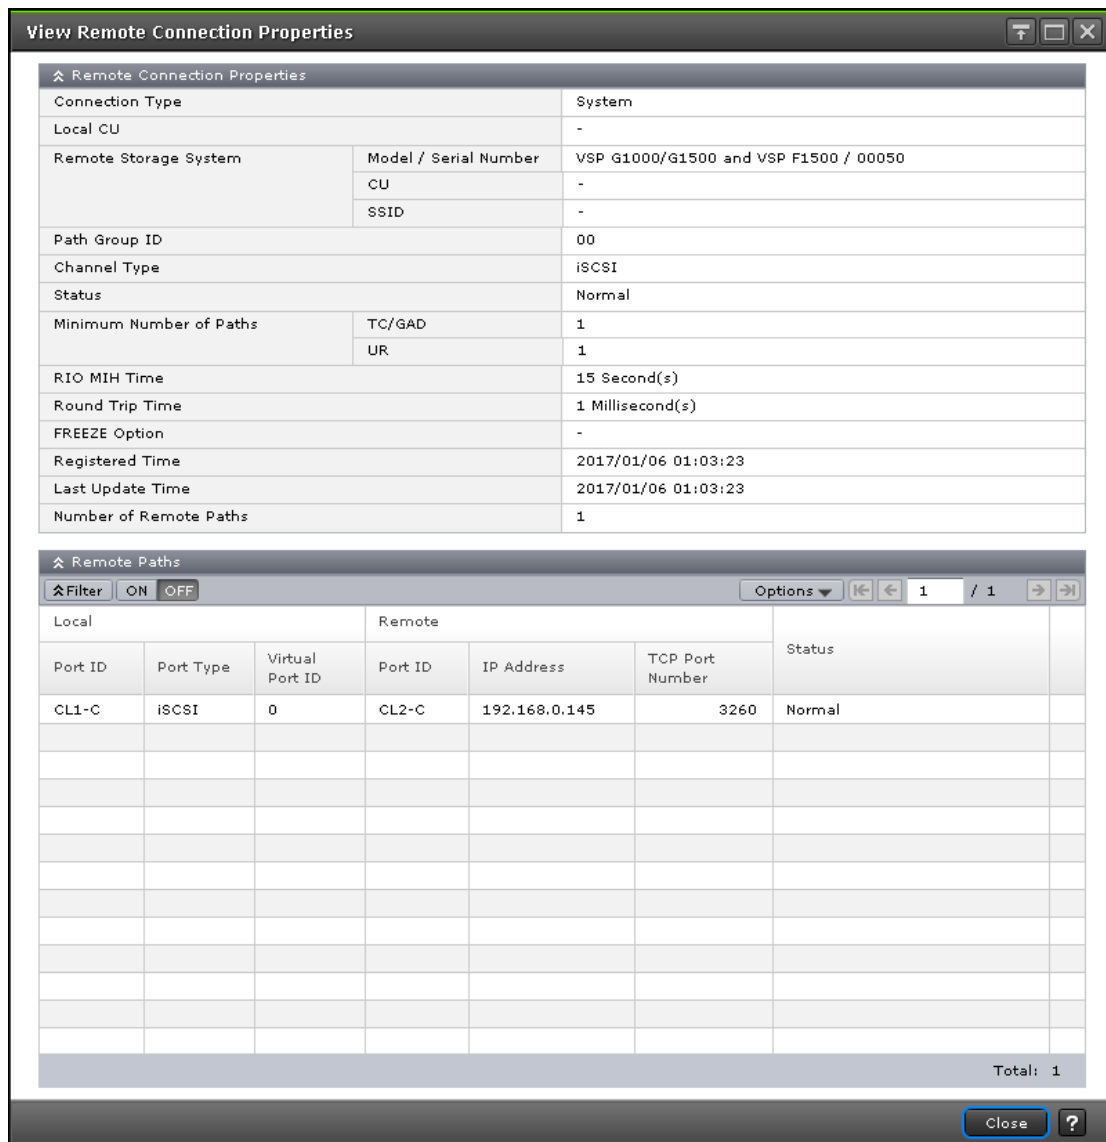 View Remote Connection Properties
Remote Connection Properties
Connection Type System
Local CU -
Remote Storage System Model / Serial Number VSP G1000/G1500 and VSP F1500 / 00050
CU -
SSID -
Path Group ID 00
Channel Type iSCSI
Status Normal
Minimum Number of Paths TC/GAD 1
UR 1
RIO MIH Time 15 Second(s)
Round Trip Time 1 Millisecond(s)
FREEZE Option -
Registered Time 2017/01/06 01:03:23
Last Update Time 2017/01/06 01:03:23
Number of Remote Paths 1
Remote Paths
Filter ON OFF Options 1 / 1
Local Remote Status
Port ID Port Type Virtual Port ID Port ID IP Address TCP Port Number
CL1-C iSCSI 0 CL2-C 192.168.0.145 3260 Normal
Total: 1
Close ?